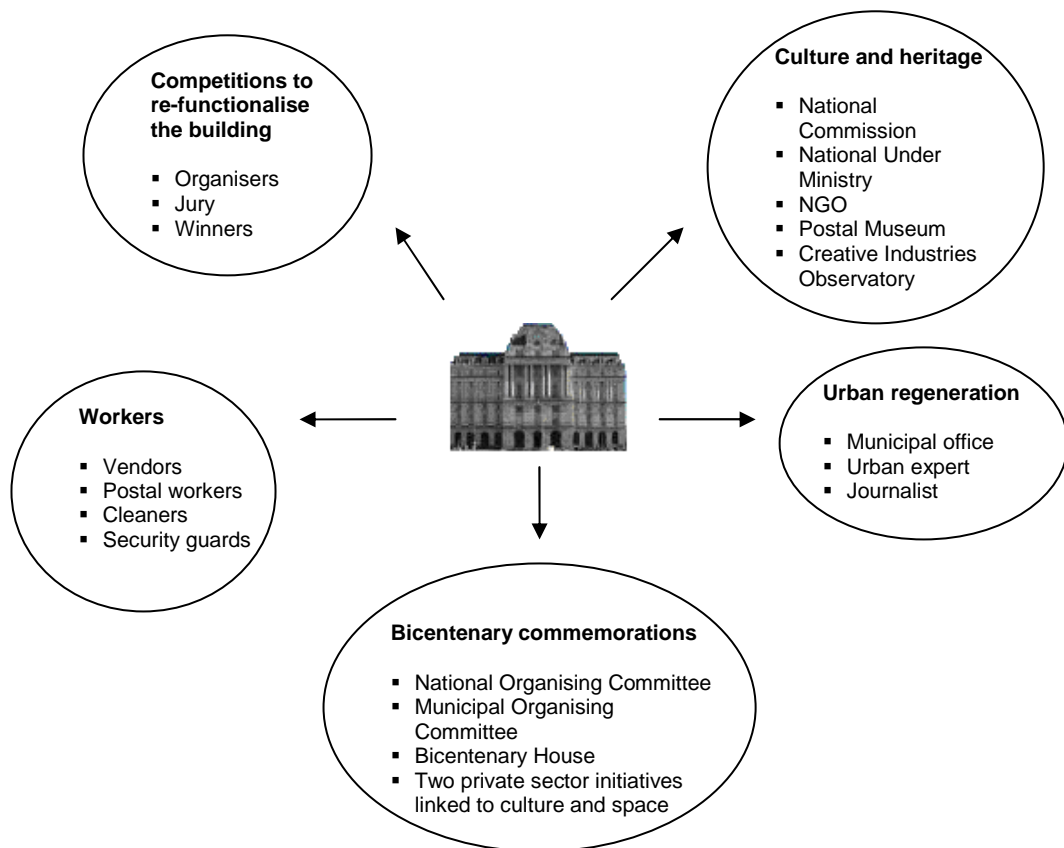 Competitions to
re-functionalise
the building
▪ Organisers
▪ Jury
▪ Winners
Culture and heritage
▪ National
Commission
▪ National Under
Ministry
▪ NGO
▪ Postal Museum
▪ Creative Industries
Observatory
Workers
▪ Vendors
▪ Postal workers
▪ Cleaners
▪ Security guards
Urban regeneration
▪ Municipal office
▪ Urban expert
▪ Journalist
Bicentenary commemorations
▪ National Organising Committee
▪ Municipal Organising
Committee
▪ Bicentenary House
▪ Two private sector initiatives
linked to culture and space